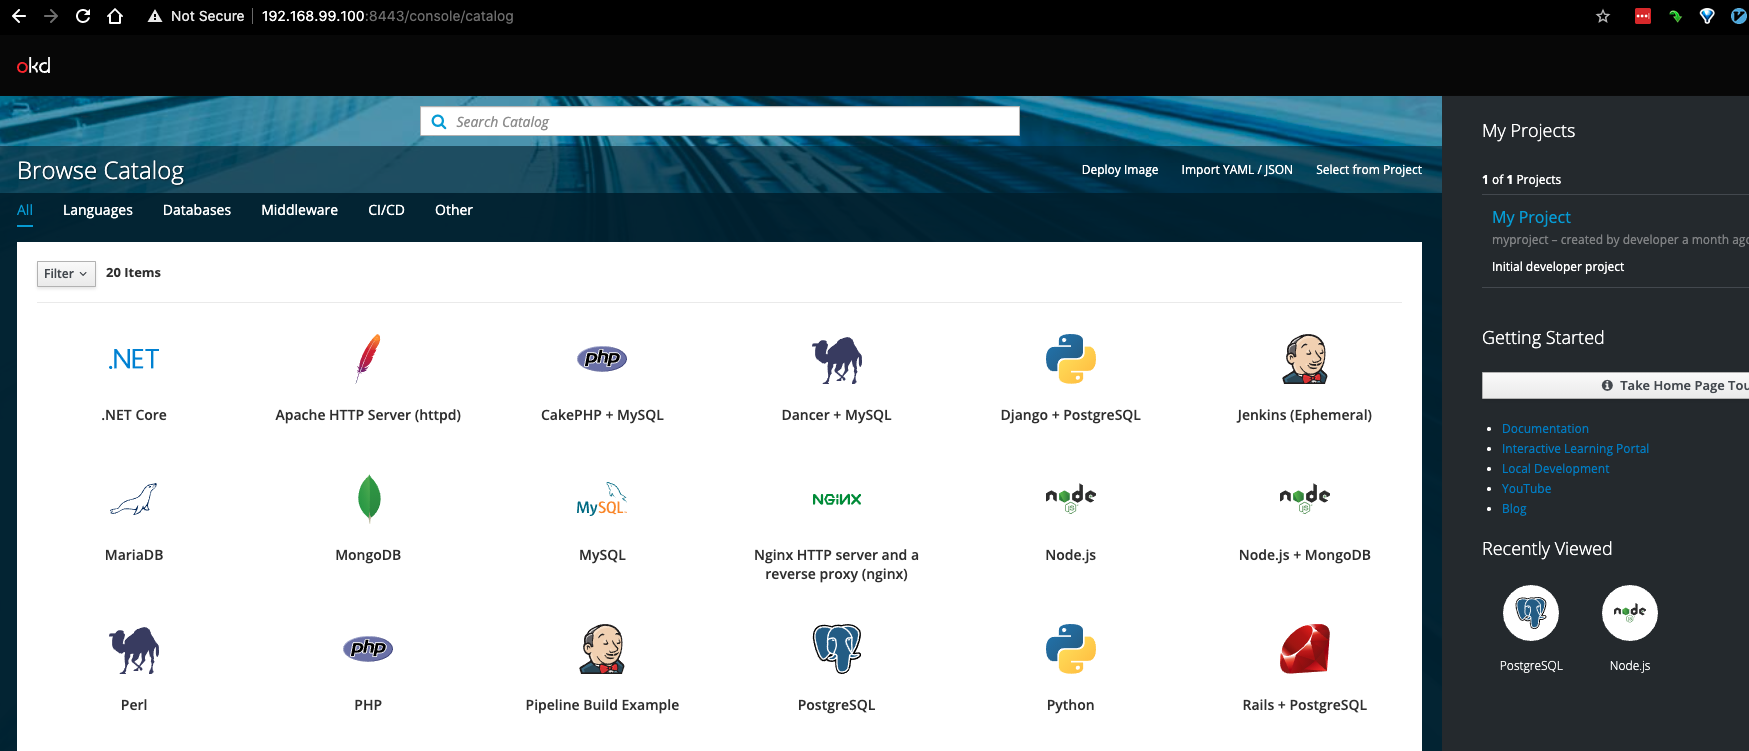 Not Secure 192.168.99.100:8443/console/catalog
okd
Search Catalog
Browse Catalog
Deploy Image Import YAML / JSON Select from Project
All Languages Databases Middleware CI/CD Other
Filter 20 Items
.NET php
.NET Core Apache HTTP Server (httpd) CakePHP + MySQL Dancer + MySQL Django + PostgreSQL Jenkins (Ephemeral)
MySQL NGINX node JS node JS
MariaDB MongoDB MySQL Nginx HTTP server and a Node.js Node.js + MongoDB
reverse proxy (nginx)
php
Perl PHP Pipeline Build Example PostgreSQL Python Rails + PostgreSQL
My Projects
1 of 1 Projects
My Project
myproject – created by developer a month ago
Initial developer project
Getting Started
Take Home Page Tou
Documentation
Interactive Learning Portal
Local Development
YouTube
Blog
Recently Viewed
node JS
PostgreSQL Node.js